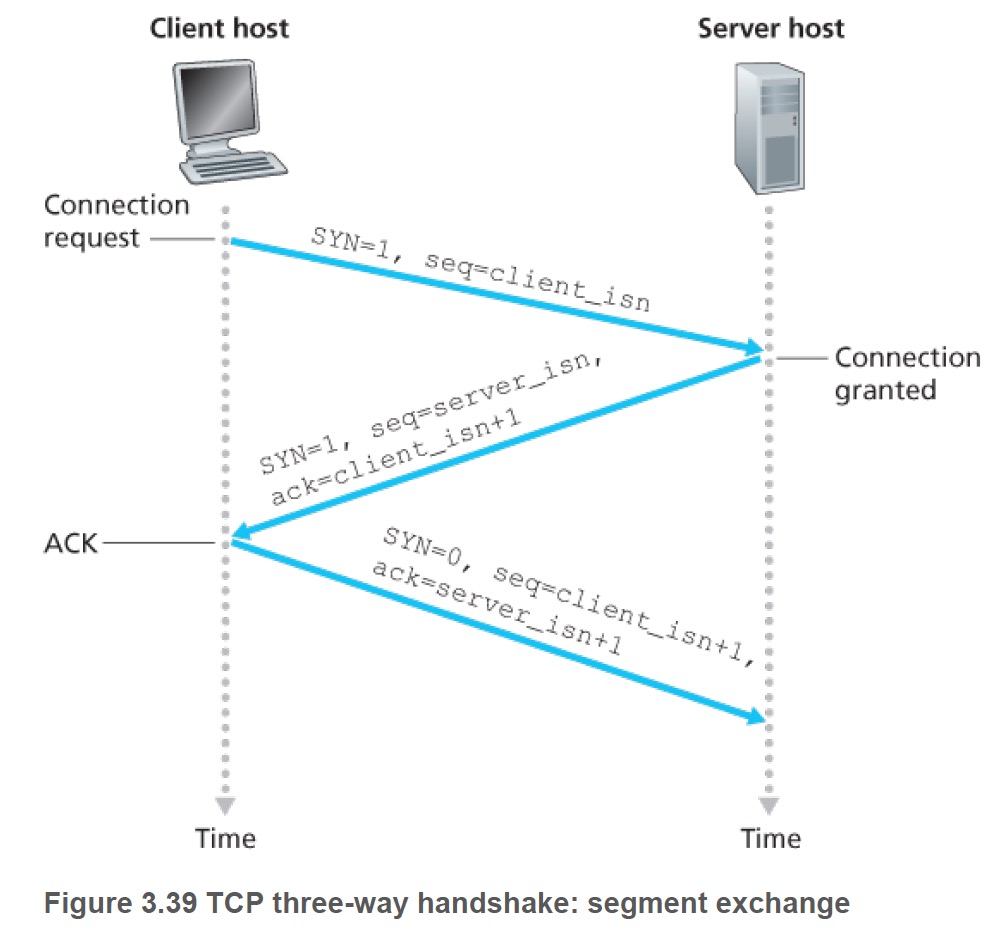 Client host
Server host
Connection
request
SYN=1, seq=client_isn
Connection
granted
SYN=1, seq=server_isn,
ack=client_isn+1
ACK
SYN=0, seq=client_isn+1,
ack=server_isn+1
Time
Time
Figure 3.39 TCP three-way handshake: segment exchange